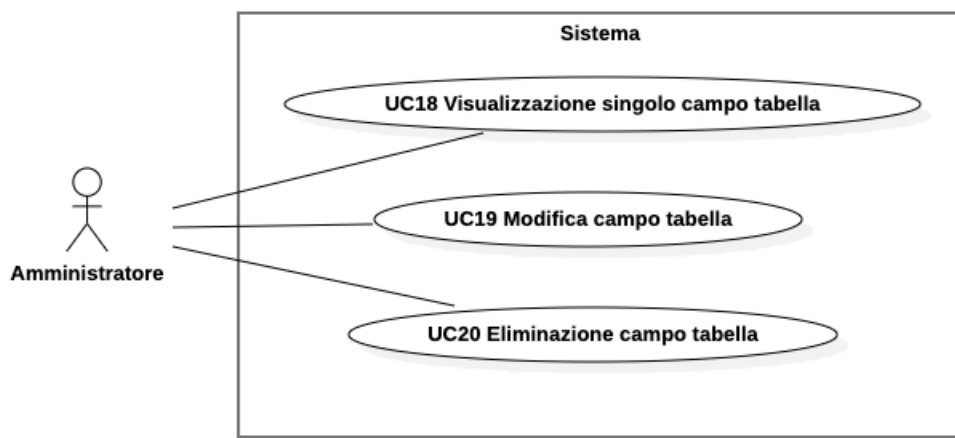 Sistema
UC18 Visualizzazione singolo campo tabella
UC19 Modifica campo tabella
Amministratore
UC20 Eliminazione campo tabella